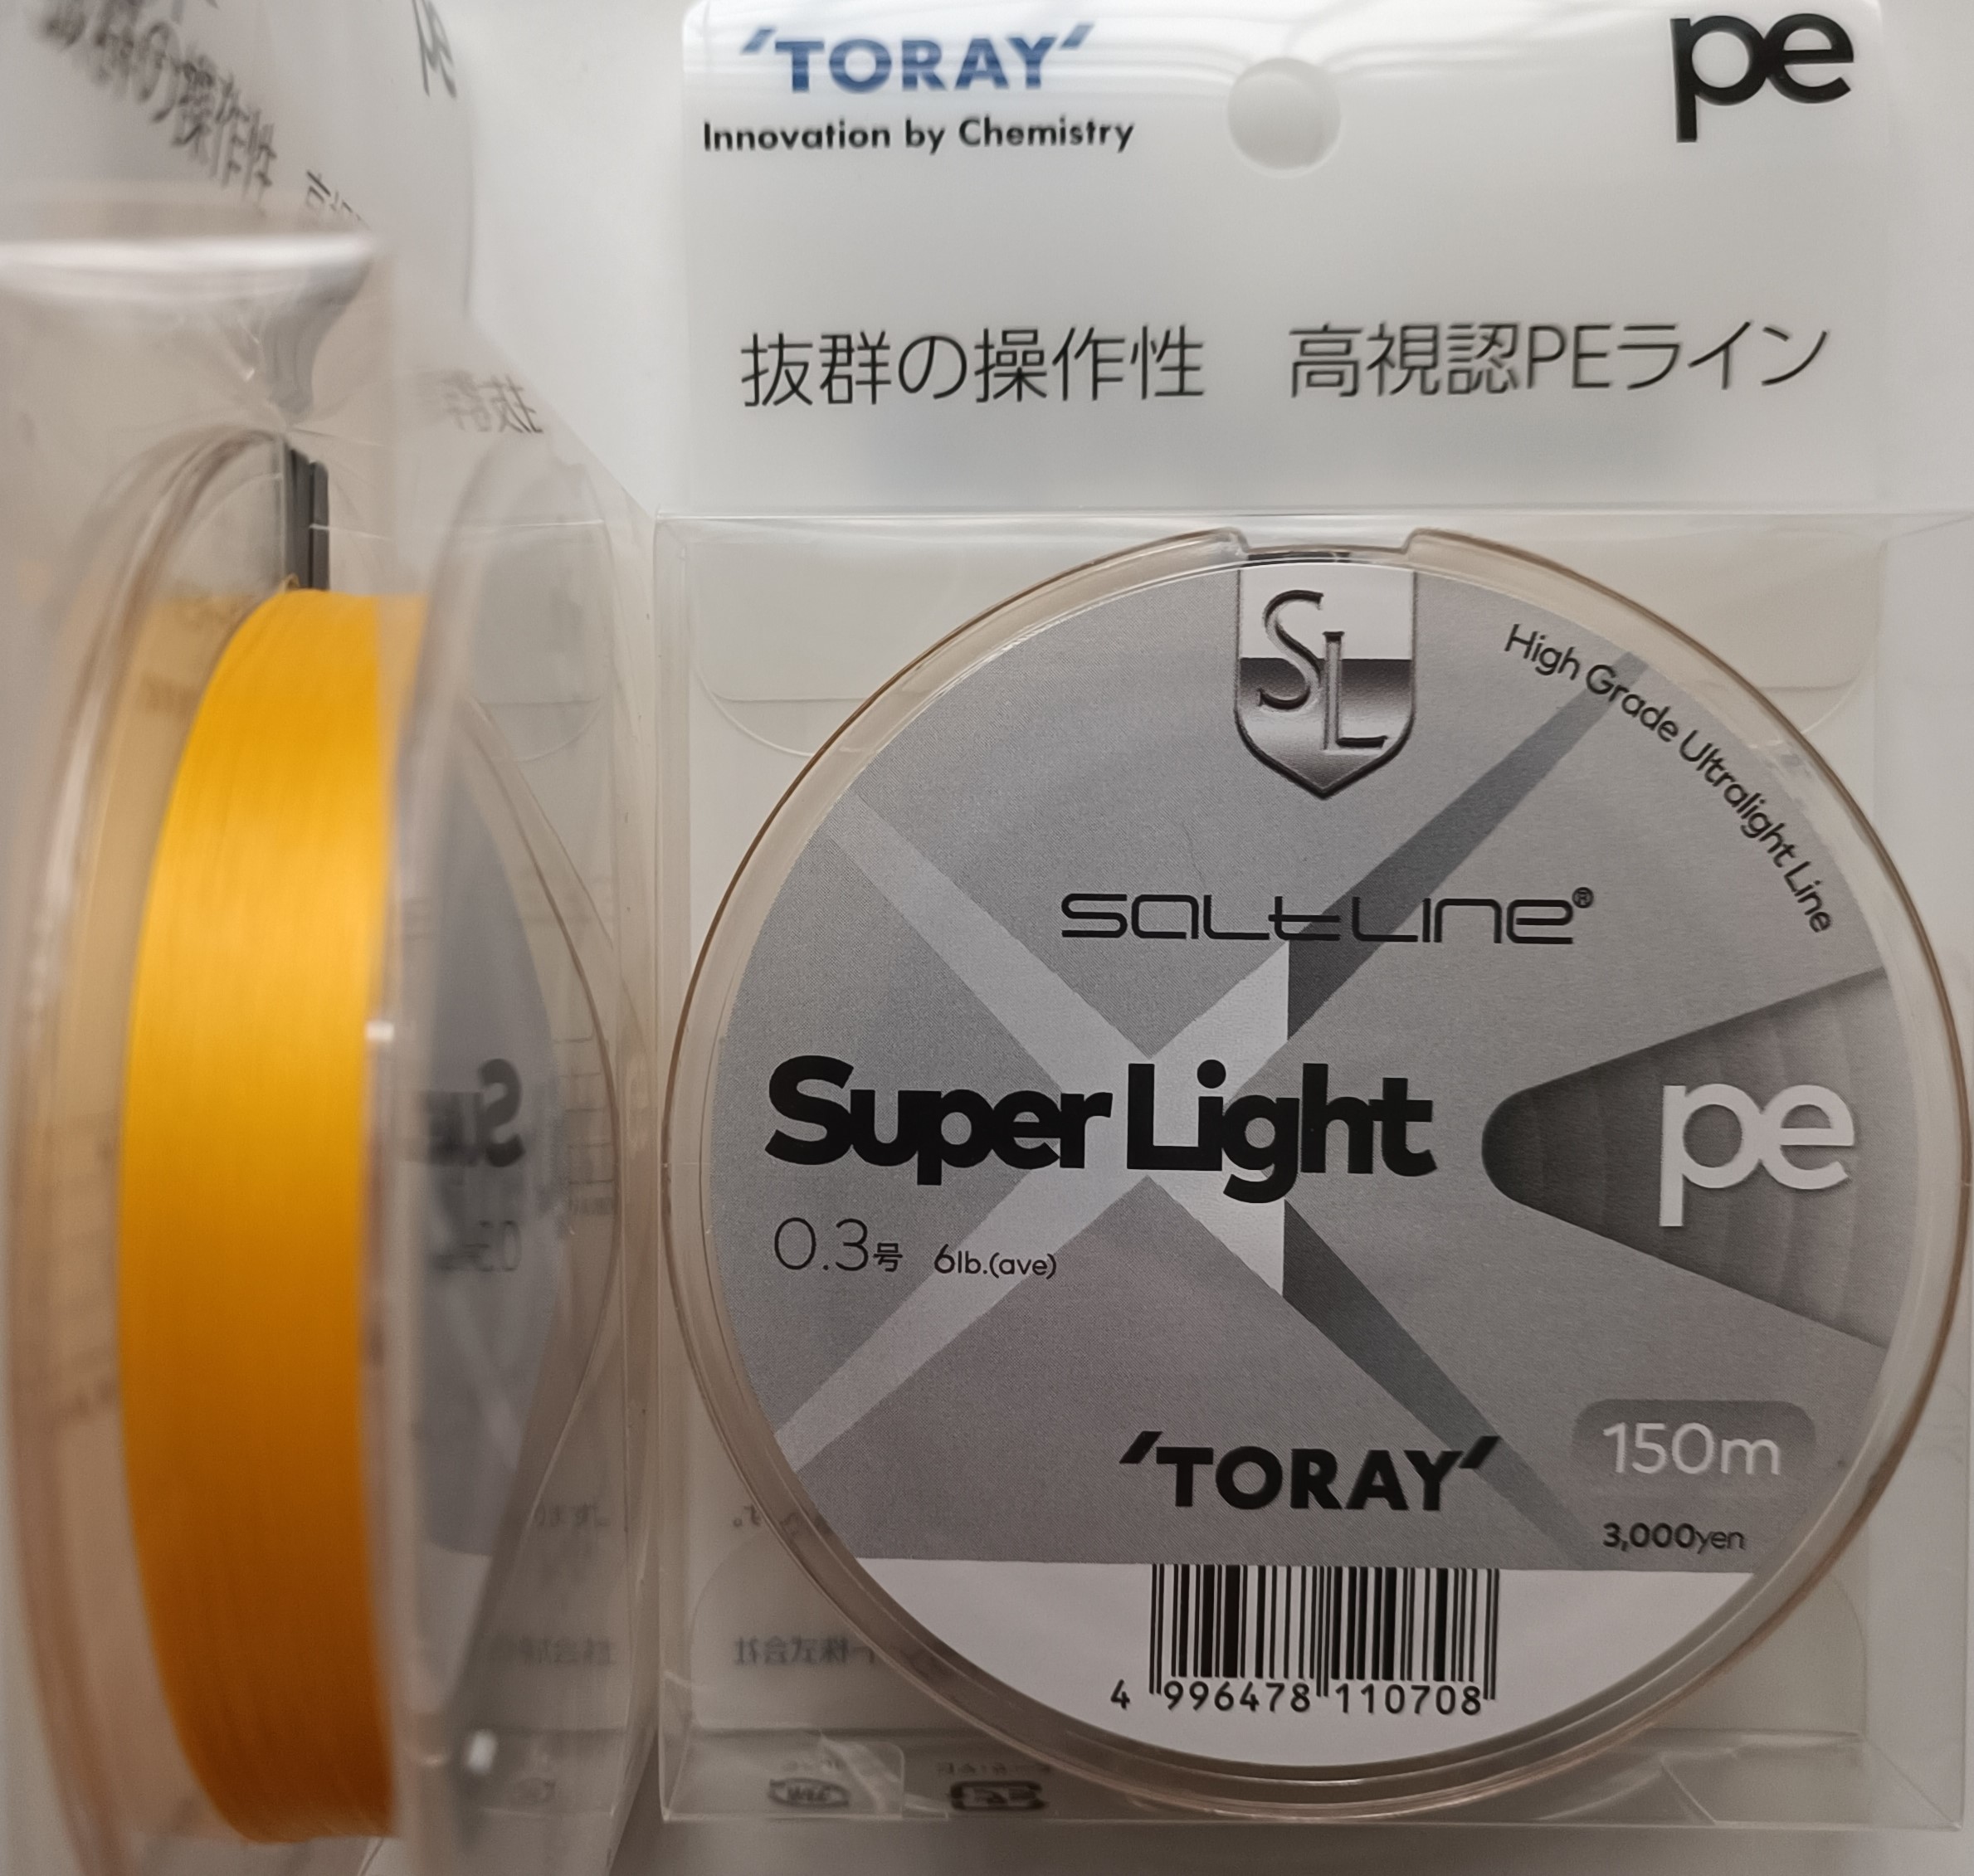 'TORAY'
Innovation by Chemistry
pe
抜群の操作性　高視認PEライン
SL
High Grade Ultralight Line
saltline®
Super Light
pe
0.3号 6lb.(ave)
150m
'TORAY'
3,000yen
4 996478 110708